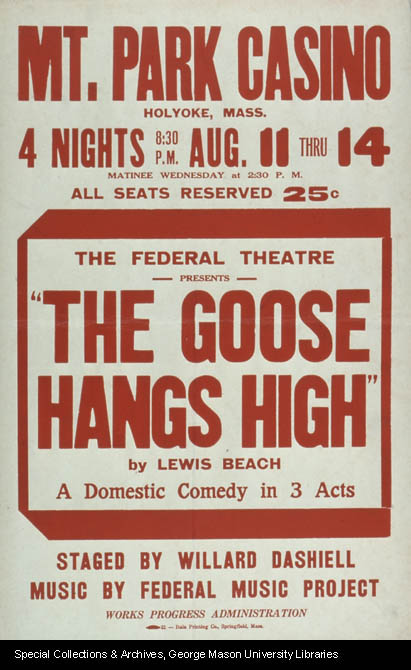 MT. PARK CASINO
HOLYOKE, MASS.
4 NIGHTS 8:30 P.M. AUG. 11 THRU 14
MATINEE WEDNESDAY at 2:30 P. M.
ALL SEATS RESERVED 25c
THE FEDERAL THEATRE
PRESENTS
"THE GOOSE
HANGS HIGH"
by LEWIS BEACH
A Domestic Comedy in 3 Acts
STAGED BY WILLARD DASHIELL
MUSIC BY FEDERAL MUSIC PROJECT
WORKS PROGRESS ADMINISTRATION
— Dale Printing Co., Springfield, Mass.
Special Collections & Archives, George Mason University Libraries